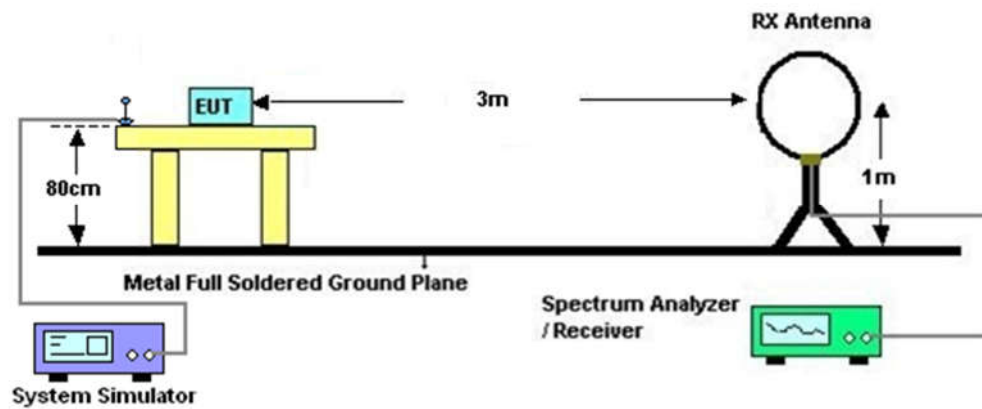 RX Antenna
EUT
3m
80cm
1m
Metal Full Soldered Ground Plane
Spectrum Analyzer
/ Receiver
System Simulator